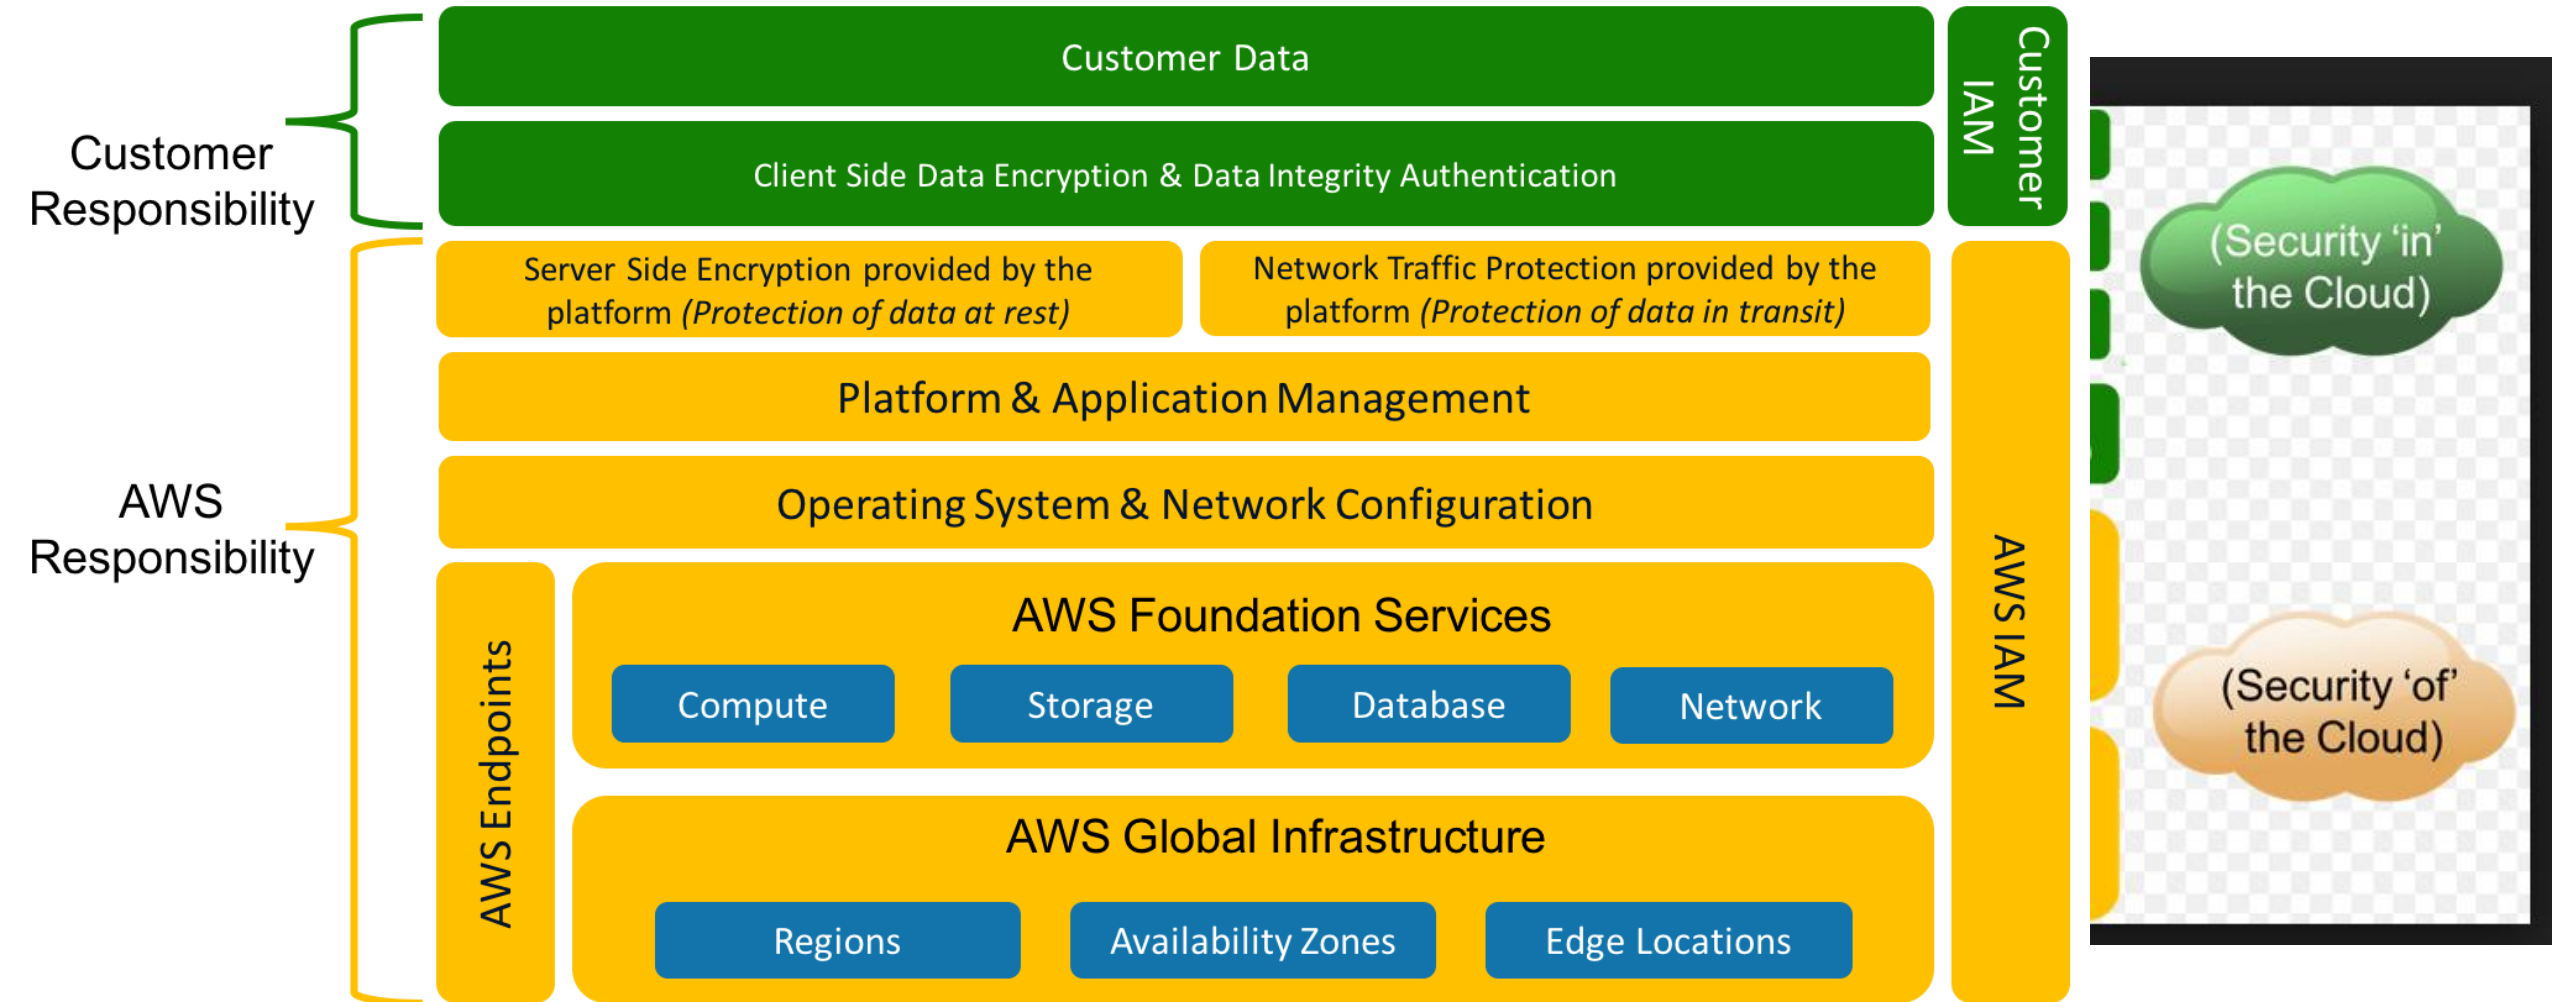 Customer Data
Customer
IAM
Client Side Data Encryption & Data Integrity Authentication
Customer
Responsibility
Server Side Encryption provided by the
platform (Protection of data at rest)
Network Traffic Protection provided by the
platform (Protection of data in transit)
Platform & Application Management
Operating System & Network Configuration
AWS
Responsibility
AWS IAM
AWS Endpoints
AWS Foundation Services
Compute
Storage
Database
Network
AWS Global Infrastructure
Regions
Availability Zones
Edge Locations
(Security ‘in’
the Cloud)
(Security ‘of’
the Cloud)